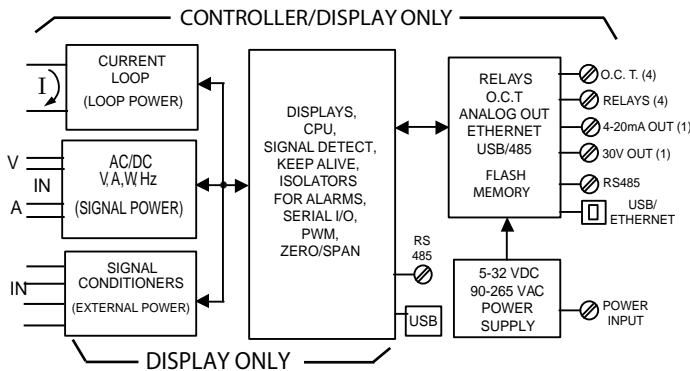 CONTROLLER/DISPLAY ONLY
I
CURRENT
LOOP
(LOOP POWER)
V
IN
A
AC/DC
V, A, W, Hz
(SIGNAL POWER)
IN
SIGNAL
CONDITIONERS
(EXTERNAL POWER)
DISPLAYS,
CPU,
SIGNAL DETECT,
KEEP ALIVE,
ISOLATORS
FOR ALARMS,
SERIAL I/O,
PWM,
ZERO/SPAN
RS
485
USB
RELAYS
O.C.T
ANALOG OUT
ETHERNET
USB/485
FLASH
MEMORY
O.C. T. (4)
RELAYS (4)
4-20mA OUT (1)
30V OUT (1)
RS485
USB/
ETHERNET
5-32 VDC
90-265 VAC
POWER
SUPPLY
POWER
INPUT
DISPLAY ONLY